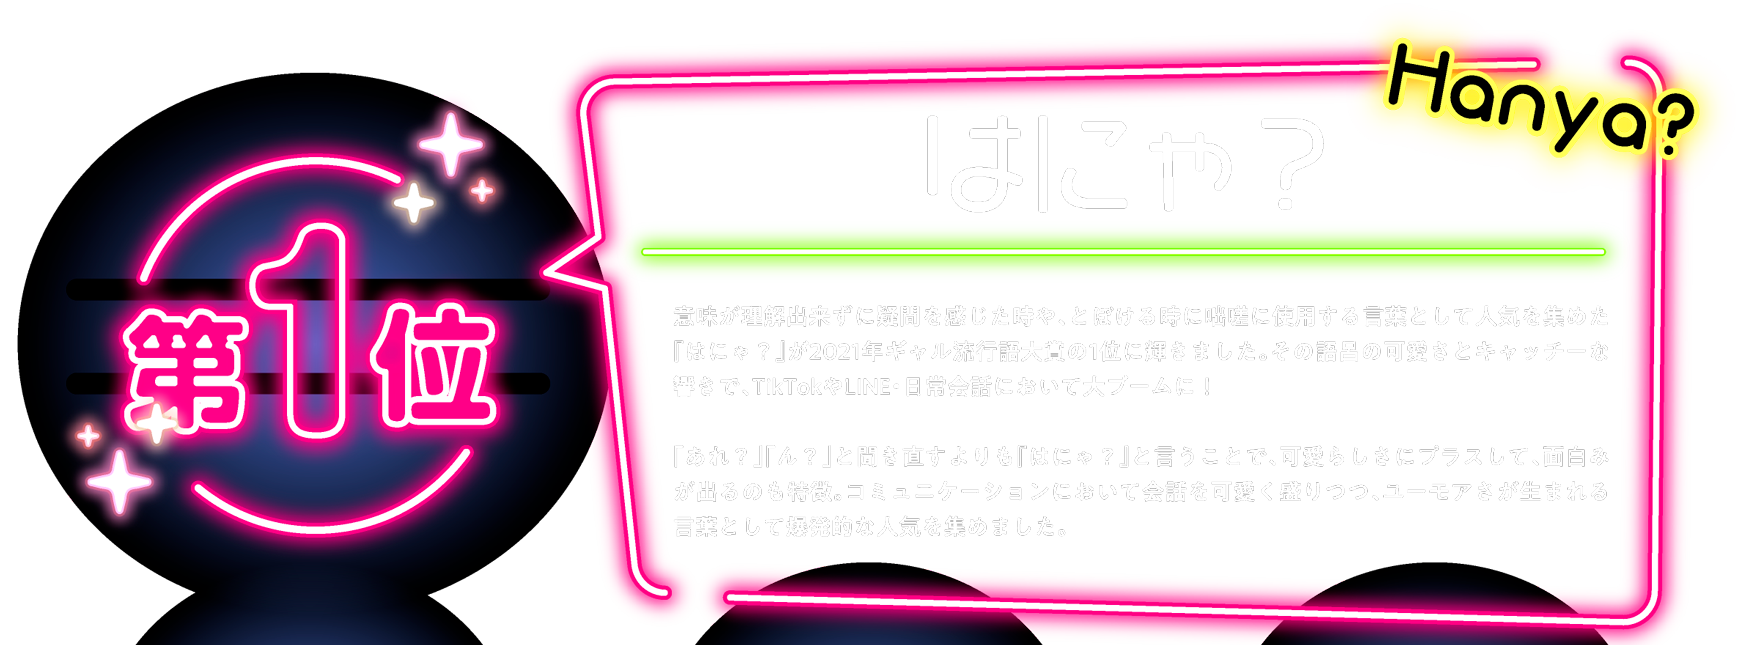 第1位
Hanya?
はにゃ？
意味が理解出来ずに疑問を感じた時や、とぼける時に嗚噎に使用する言葉として人気を集めた
『はにゃ？』が2021年ギャル流行語大賞の1位に輝きました。その語呂の可愛さとキャッチーな
響きで、TikTokやLINE・日常会話において大ブームに！
『あれ？』『ん？』と聞き直すよりも『はにゃ？』と言うことで、可愛らしさにプラスして、面白み
が出るのも特徴。コミュニケーションにおいて会話を可愛く盛りつつ、ユーモアさが生まれる
言葉として爆発的な人気を集めました。